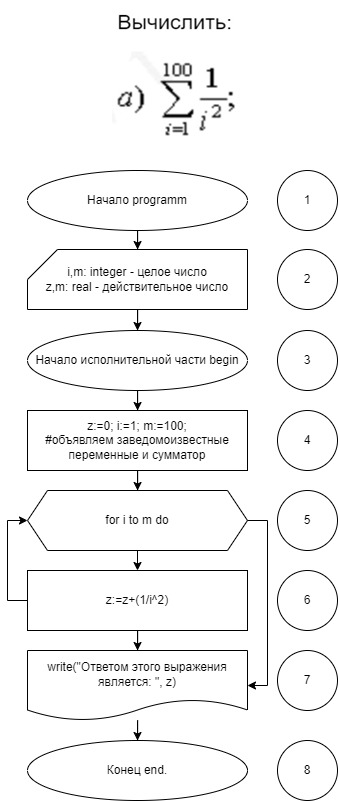 Вычислить:
a) 100 ∑ i=1 1/i²;
Начало programm
1
i,m: integer - целое число
z,m: real - действительное число
2
Начало исполнительной части begin
3
z:=0; i:=1; m:=100;
#объявляем заведомоизвестные
переменные и сумматор
4
for i to m do
5
z:=z+(1/i^2)
6
write("Ответом этого выражения
является: ", z)
7
Конец end.
8